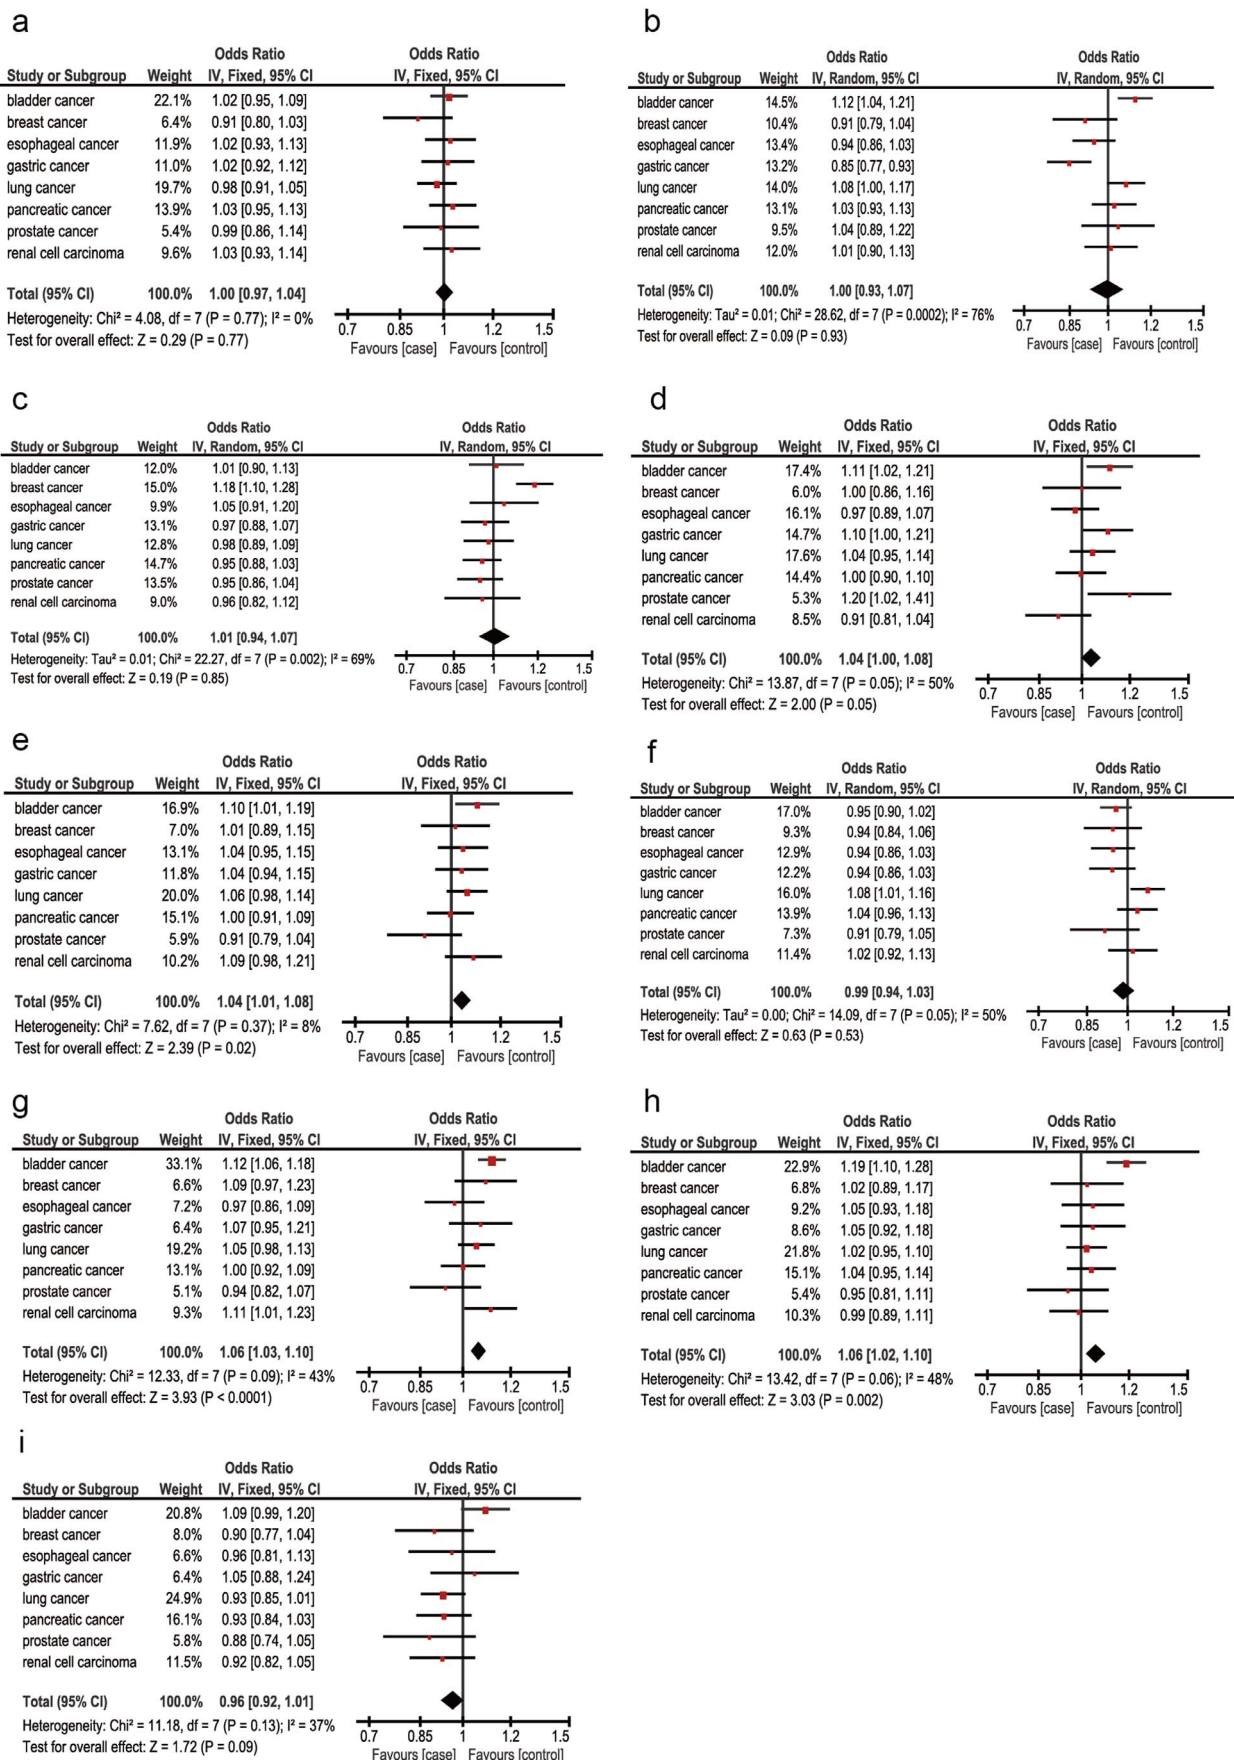 a
Odds Ratio Odds Ratio
Study or Subgroup Weight IV, Fixed, 95% CI IV, Fixed, 95% CI
bladder cancer 22.1% 1.02 [0.95, 1.09]
breast cancer 6.4% 0.91 [0.80, 1.03]
esophageal cancer 11.9% 1.02 [0.93, 1.13]
gastric cancer 11.0% 1.02 [0.92, 1.12]
lung cancer 19.7% 0.98 [0.91, 1.05]
pancreatic cancer 13.9% 1.03 [0.95, 1.13]
prostate cancer 5.4% 0.99 [0.86, 1.14]
renal cell carcinoma 9.6% 1.03 [0.93, 1.14]
Total (95% CI) 100.0% 1.00 [0.97, 1.04]
Heterogeneity: Chi² = 4.08, df = 7 (P = 0.77); I² = 0%
Test for overall effect: Z = 0.29 (P = 0.77)
0.7 0.85 1 1.2 1.5
Favours [case] Favours [control]
b
Odds Ratio Odds Ratio
Study or Subgroup Weight IV, Random, 95% CI IV, Random, 95% CI
bladder cancer 14.5% 1.12 [1.04, 1.21]
breast cancer 10.4% 0.91 [0.79, 1.04]
esophageal cancer 13.4% 0.94 [0.86, 1.03]
gastric cancer 13.2% 0.85 [0.77, 0.93]
lung cancer 14.0% 1.08 [1.00, 1.17]
pancreatic cancer 13.1% 1.03 [0.93, 1.13]
prostate cancer 9.5% 1.04 [0.89, 1.22]
renal cell carcinoma 12.0% 1.01 [0.90, 1.13]
Total (95% CI) 100.0% 1.00 [0.93, 1.07]
Heterogeneity: Tau² = 0.01; Chi² = 28.62, df = 7 (P = 0.0002); I² = 76%
Test for overall effect: Z = 0.09 (P = 0.93)
0.7 0.85 1 1.2 1.5
Favours [case] Favours [control]
c
Odds Ratio Odds Ratio
Study or Subgroup Weight IV, Random, 95% CI IV, Random, 95% CI
bladder cancer 12.0% 1.01 [0.90, 1.13]
breast cancer 15.0% 1.18 [1.10, 1.28]
esophageal cancer 9.9% 1.05 [0.91, 1.20]
gastric cancer 13.1% 0.97 [0.88, 1.07]
lung cancer 12.8% 0.98 [0.89, 1.09]
pancreatic cancer 14.7% 0.95 [0.88, 1.03]
prostate cancer 13.5% 0.95 [0.86, 1.04]
renal cell carcinoma 9.0% 0.96 [0.82, 1.12]
Total (95% CI) 100.0% 1.01 [0.94, 1.07]
Heterogeneity: Tau² = 0.01; Chi² = 22.27, df = 7 (P = 0.002); I² = 69%
Test for overall effect: Z = 0.19 (P = 0.85)
0.7 0.85 1 1.2 1.5
Favours [case] Favours [control]
d
Odds Ratio Odds Ratio
Study or Subgroup Weight IV, Fixed, 95% CI IV, Fixed, 95% CI
bladder cancer 17.4% 1.11 [1.02, 1.21]
breast cancer 6.0% 1.00 [0.86, 1.16]
esophageal cancer 16.1% 0.97 [0.89, 1.07]
gastric cancer 14.7% 1.10 [1.00, 1.21]
lung cancer 17.6% 1.04 [0.95, 1.14]
pancreatic cancer 14.4% 1.00 [0.90, 1.10]
prostate cancer 5.3% 1.20 [1.02, 1.41]
renal cell carcinoma 8.5% 0.91 [0.81, 1.04]
Total (95% CI) 100.0% 1.04 [1.00, 1.08]
Heterogeneity: Chi² = 13.87, df = 7 (P = 0.05); I² = 50%
Test for overall effect: Z = 2.00 (P = 0.05)
0.7 0.85 1 1.2 1.5
Favours [case] Favours [control]
e
Odds Ratio Odds Ratio
Study or Subgroup Weight IV, Fixed, 95% CI IV, Fixed, 95% CI
bladder cancer 16.9% 1.10 [1.01, 1.19]
breast cancer 7.0% 1.01 [0.89, 1.15]
esophageal cancer 13.1% 1.04 [0.95, 1.15]
gastric cancer 11.8% 1.04 [0.94, 1.15]
lung cancer 20.0% 1.06 [0.98, 1.14]
pancreatic cancer 15.1% 1.00 [0.91, 1.09]
prostate cancer 5.9% 0.91 [0.79, 1.04]
renal cell carcinoma 10.2% 1.09 [0.98, 1.21]
Total (95% CI) 100.0% 1.04 [1.01, 1.08]
Heterogeneity: Chi² = 7.62, df = 7 (P = 0.37); I² = 8%
Test for overall effect: Z = 2.39 (P = 0.02)
0.7 0.85 1 1.2 1.5
Favours [case] Favours [control]
f
Odds Ratio Odds Ratio
Study or Subgroup Weight IV, Random, 95% CI IV, Random, 95% CI
bladder cancer 17.0% 0.95 [0.90, 1.02]
breast cancer 9.3% 0.94 [0.84, 1.06]
esophageal cancer 12.9% 0.94 [0.86, 1.03]
gastric cancer 12.2% 0.94 [0.86, 1.03]
lung cancer 16.0% 1.08 [1.01, 1.16]
pancreatic cancer 13.9% 1.04 [0.96, 1.13]
prostate cancer 7.3% 0.91 [0.79, 1.05]
renal cell carcinoma 11.4% 1.02 [0.92, 1.13]
Total (95% CI) 100.0% 0.99 [0.94, 1.03]
Heterogeneity: Tau² = 0.00; Chi² = 14.09, df = 7 (P = 0.05); I² = 50%
Test for overall effect: Z = 0.63 (P = 0.53)
0.7 0.85 1 1.2 1.5
Favours [case] Favours [control]
g
Odds Ratio Odds Ratio
Study or Subgroup Weight IV, Fixed, 95% CI IV, Fixed, 95% CI
bladder cancer 33.1% 1.12 [1.06, 1.18]
breast cancer 6.6% 1.09 [0.97, 1.23]
esophageal cancer 7.2% 0.97 [0.86, 1.09]
gastric cancer 6.4% 1.07 [0.95, 1.21]
lung cancer 19.2% 1.05 [0.98, 1.13]
pancreatic cancer 13.1% 1.00 [0.92, 1.09]
prostate cancer 5.1% 0.94 [0.82, 1.07]
renal cell carcinoma 9.3% 1.11 [1.01, 1.23]
Total (95% CI) 100.0% 1.06 [1.03, 1.10]
Heterogeneity: Chi² = 12.33, df = 7 (P = 0.09); I² = 43%
Test for overall effect: Z = 3.93 (P < 0.0001)
0.7 0.85 1 1.2 1.5
Favours [case] Favours [control]
h
Odds Ratio Odds Ratio
Study or Subgroup Weight IV, Fixed, 95% CI IV, Fixed, 95% CI
bladder cancer 22.9% 1.19 [1.10, 1.28]
breast cancer 6.8% 1.02 [0.89, 1.17]
esophageal cancer 9.2% 1.05 [0.93, 1.18]
gastric cancer 8.6% 1.05 [0.92, 1.18]
lung cancer 21.8% 1.02 [0.95, 1.10]
pancreatic cancer 15.1% 1.04 [0.95, 1.14]
prostate cancer 5.4% 0.95 [0.81, 1.11]
renal cell carcinoma 10.3% 0.99 [0.89, 1.11]
Total (95% CI) 100.0% 1.06 [1.02, 1.10]
Heterogeneity: Chi² = 13.42, df = 7 (P = 0.06); I² = 48%
Test for overall effect: Z = 3.03 (P = 0.002)
0.7 0.85 1 1.2 1.5
Favours [case] Favours [control]
i
Odds Ratio Odds Ratio
Study or Subgroup Weight IV, Fixed, 95% CI IV, Fixed, 95% CI
bladder cancer 20.8% 1.09 [0.99, 1.20]
breast cancer 8.0% 0.90 [0.77, 1.04]
esophageal cancer 6.6% 0.96 [0.81, 1.13]
gastric cancer 6.4% 1.05 [0.88, 1.24]
lung cancer 24.9% 0.93 [0.85, 1.01]
pancreatic cancer 16.1% 0.93 [0.84, 1.03]
prostate cancer 5.8% 0.88 [0.74, 1.05]
renal cell carcinoma 11.5% 0.92 [0.82, 1.05]
Total (95% CI) 100.0% 0.96 [0.92, 1.01]
Heterogeneity: Chi² = 11.18, df = 7 (P = 0.13); I² = 37%
Test for overall effect: Z = 1.72 (P = 0.09)
0.7 0.85 1 1.2 1.5
Favours [case] Favours [control]